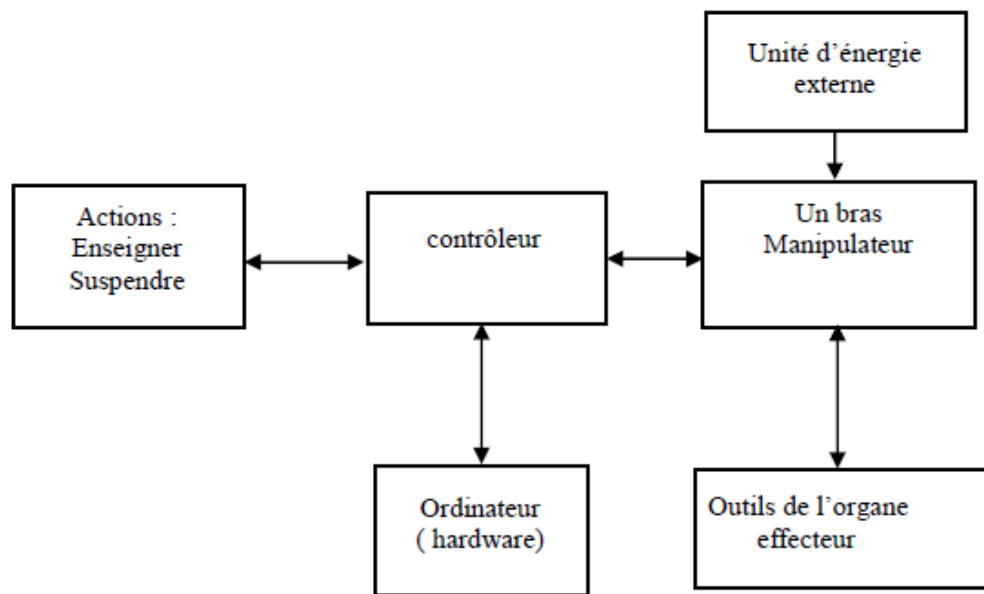 Unité d'énergie
externe
Actions :
Enseigner
Suspendre
contrôleur
Un bras
Manipulateur
Ordinateur
( hardware)
Outils de l'organe
effecteur